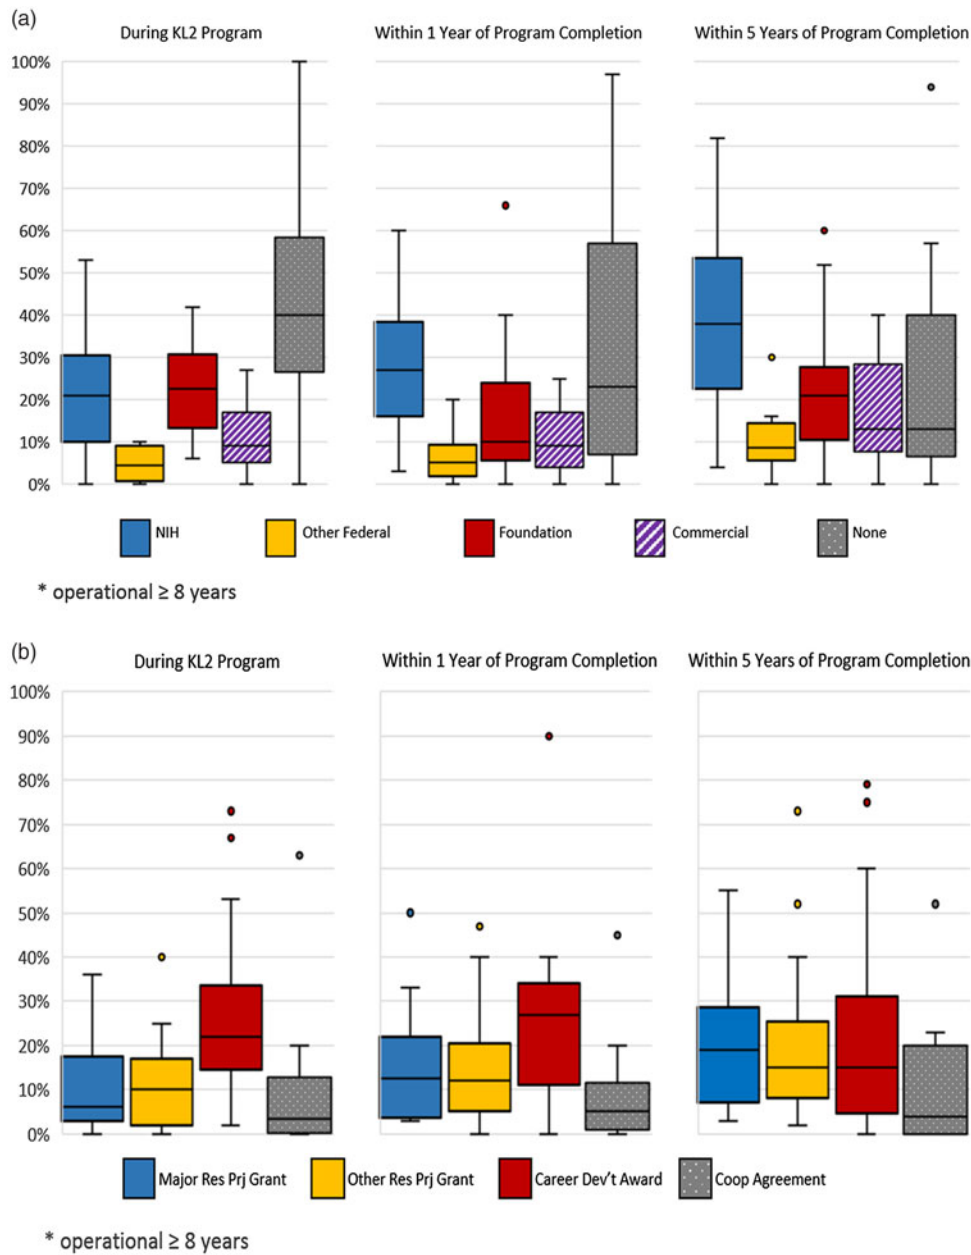 (a)
During KL2 Program Within 1 Year of Program Completion Within 5 Years of Program Completion
100%
90%
80%
70%
60%
50%
40%
30%
20%
10%
0%
NIH Other Federal Foundation Commercial None
* operational ≥ 8 years
(b)
During KL2 Program Within 1 Year of Program Completion Within 5 Years of Program Completion
100%
90%
80%
70%
60%
50%
40%
30%
20%
10%
0%
Major Res Prj Grant Other Res Prj Grant Career Dev't Award Coop Agreement
* operational ≥ 8 years